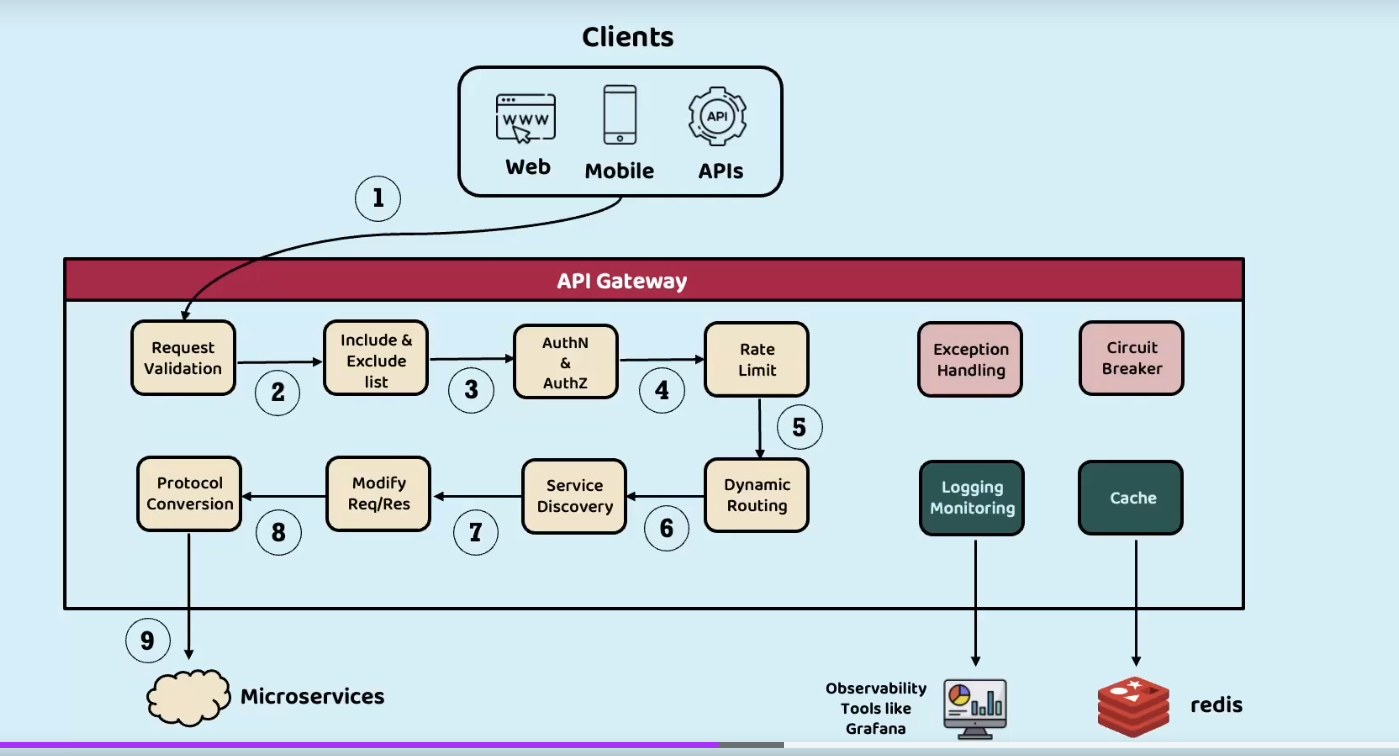 Clients
WWW
API
Web
Mobile
APIs
1
API Gateway
Request
Validation
2
Include &
Exclude
list
3
AuthN
&
AuthZ
4
Rate
Limit
Exception
Handling
Circuit
Breaker
5
Protocol
Conversion
8
Modify
Req/Res
7
Service
Discovery
6
Dynamic
Routing
Logging
Monitoring
Cache
9
Microservices
Observability
Tools like
Grafana
redis